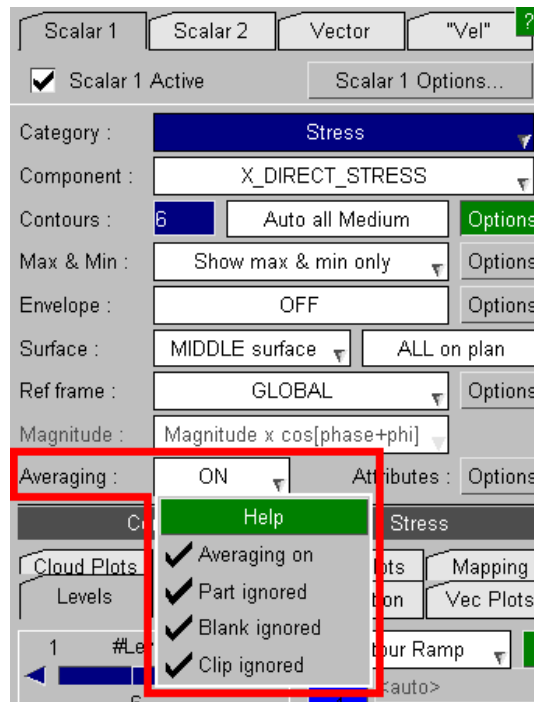 Scalar 1 Scalar 2 Vector "Vel" ?
Scalar 1 Active Scalar 1 Options...
Category : Stress
Component : X_DIRECT_STRESS
Contours : 6 Auto all Medium Options
Max & Min : Show max & min only Options
Envelope : OFF Options
Surface : MIDDLE surface ALL on plan
Ref frame : GLOBAL Options
Magnitude : Magnitude x cos[phase+phi]
Averaging : ON Attributes : Options
Help Stress
Cloud Plots Averaging on Mapping
Levels Part ignored Vec Plots
Blank ignored
1 #Le Ramp
Clip ignored
<auto>